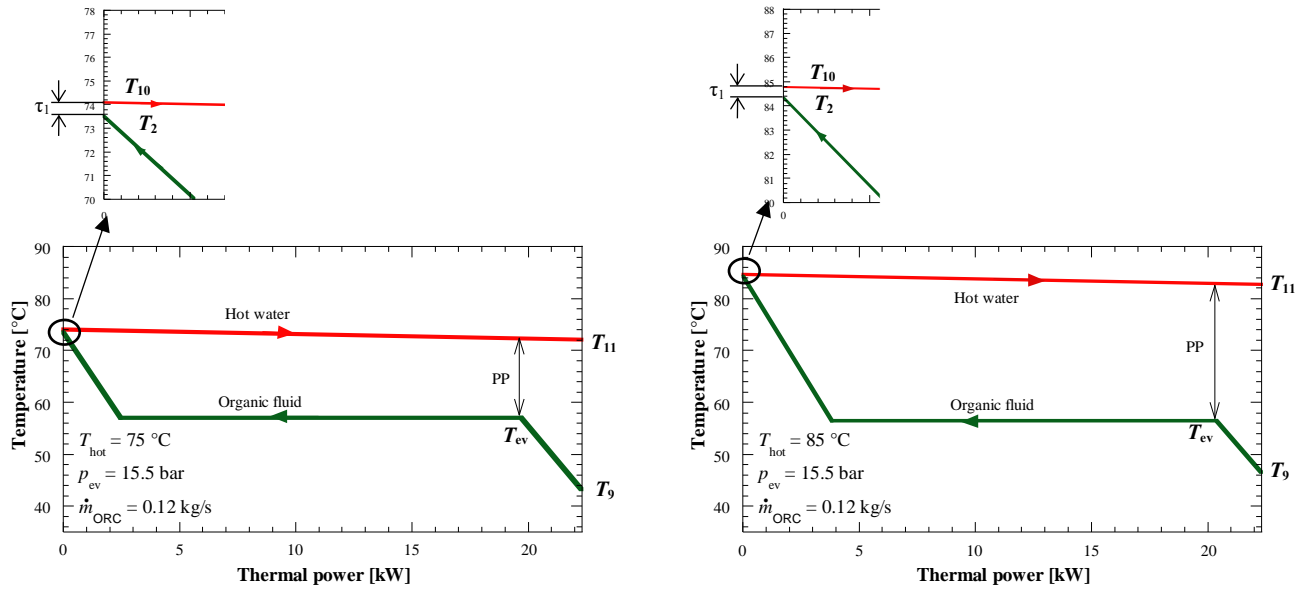 78
77
76
75
74
73
72
71
70
0
τ1
T10
T2
90
80
70
60
50
40
0
5
10
15
20
Temperature [°C]
Thermal power [kW]
Hot water
Organic fluid
PP
T11
Tev
T9
Thot = 75 °C
pev = 15.5 bar
ṁORC = 0.12 kg/s
88
87
86
85
84
83
82
81
80
0
τ1
T10
T2
90
80
70
60
50
40
0
5
10
15
20
Temperature [°C]
Thermal power [kW]
Hot water
Organic fluid
PP
T11
Tev
T9
Thot = 85 °C
pev = 15.5 bar
ṁORC = 0.12 kg/s